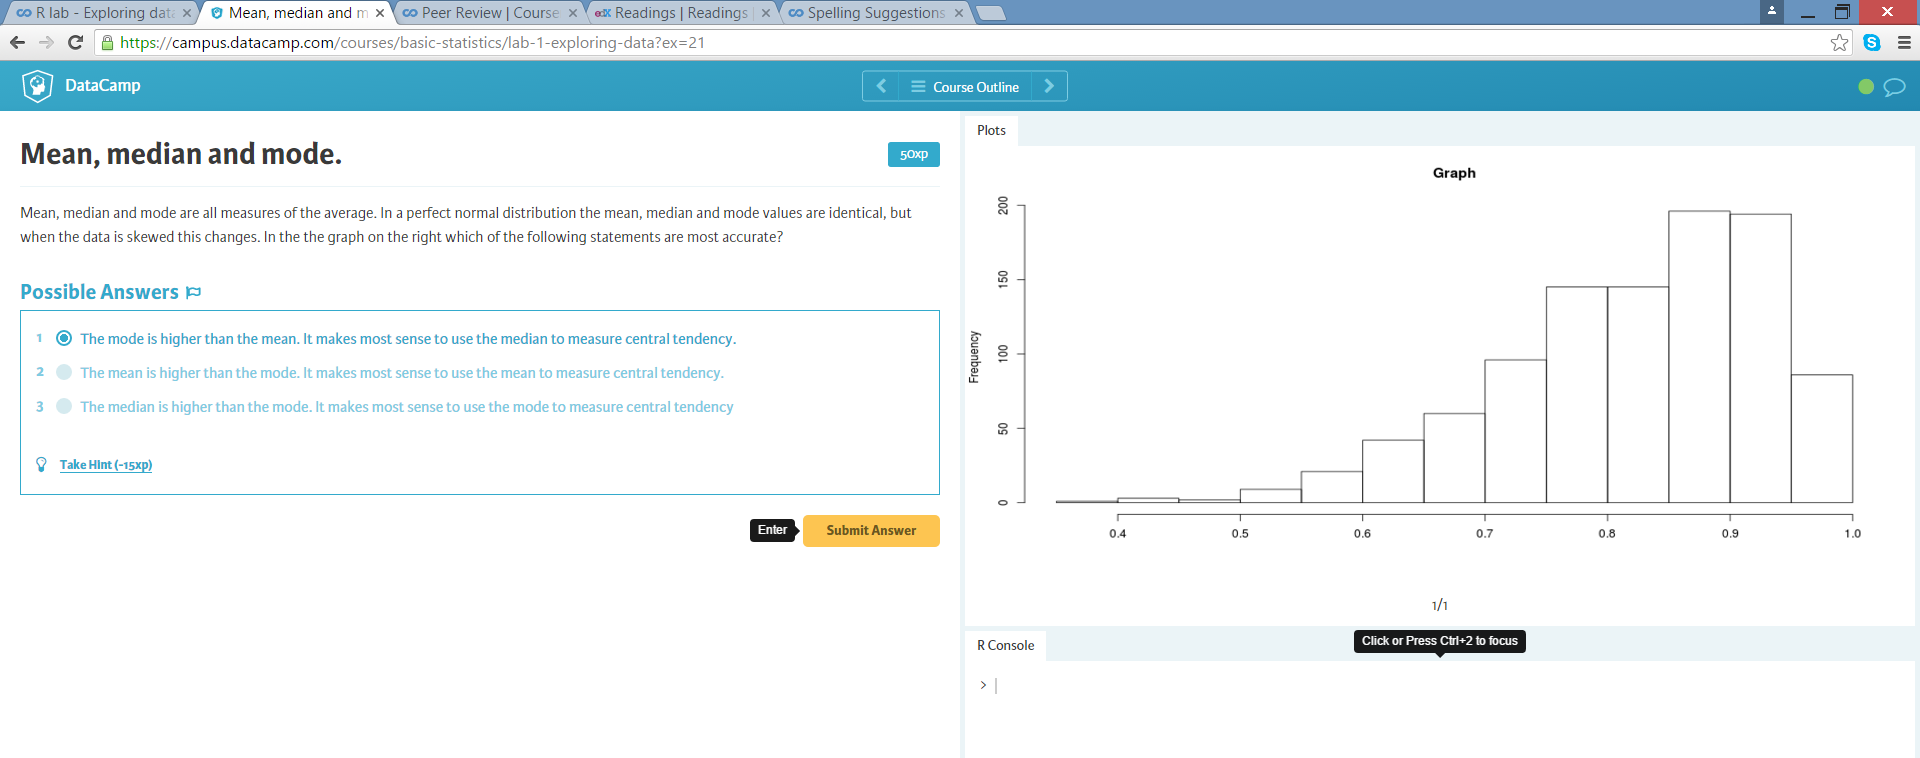 R lab - Exploring data
Mean, median and m
Peer Review | Course
edX Readings | Readings
Spelling Suggestions
https://campus.datacamp.com/courses/basic-statistics/lab-1-exploring-data?ex=21
DataCamp
Course Outline
Mean, median and mode.
50xp
Mean, median and mode are all measures of the average. In a perfect normal distribution the mean, median and mode values are identical, but
when the data is skewed this changes. In the the graph on the right which of the following statements are most accurate?
Possible Answers
1 The mode is higher than the mean. It makes most sense to use the median to measure central tendency.
2 The mean is higher than the mode. It makes most sense to use the mean to measure central tendency.
3 The median is higher than the mode. It makes most sense to use the mode to measure central tendency
Take Hint (-15xp)
Enter
Submit Answer
Plots
Graph
Frequency
200
150
100
50
0
0.4 0.5 0.6 0.7 0.8 0.9 1.0
1/1
Click or Press Ctrl+2 to focus
R Console
>